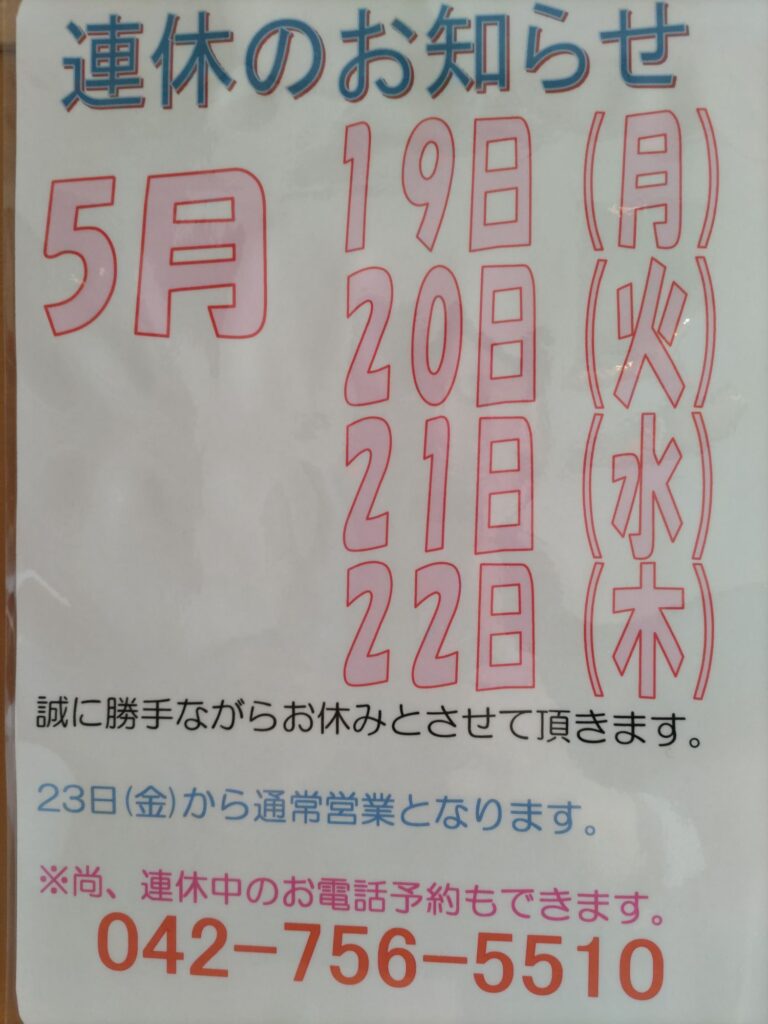 連休のお知らせ
5月
19日(月)
20日(火)
21日(水)
22日(木)
誠に勝手ながらお休みとさせて頂きます。
23日(金)から通常営業となります。
※尚、連休中のお電話予約もできます。
042-756-5510